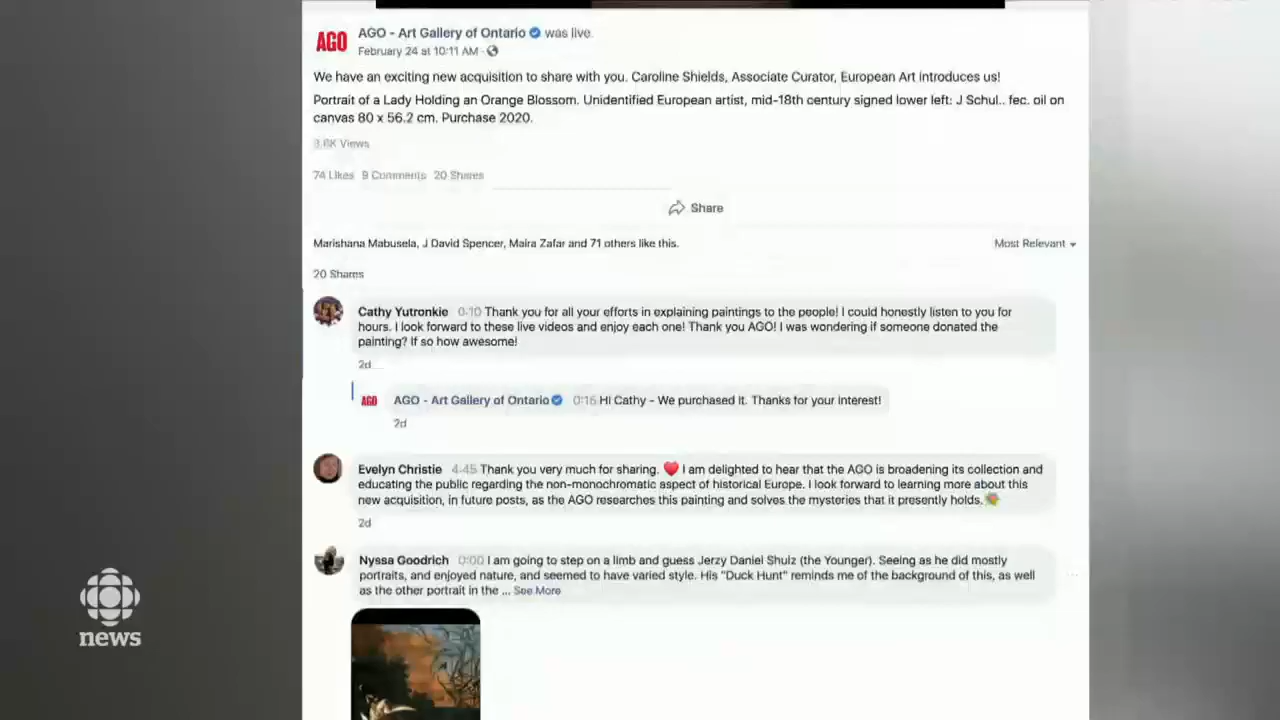 AGO
AGO - Art Gallery of Ontario was live.
February 24 at 10:11 AM ·
We have an exciting new acquisition to share with you. Caroline Shields, Associate Curator, European Art introduces us!
Portrait of a Lady Holding an Orange Blossom. Unidentified European artist, mid-18th century signed lower left: J Schul.. fec. oil on
canvas 80 x 56.2 cm. Purchase 2020.
Views
74 Likes 9 Comments 20 Shares
Share
Marishana Mabusela, J David Spencer, Maira Zafar and 71 others like this.
Most Relevant
20 Shares
Cathy Yutronkie 0:10 Thank you for all your efforts in explaining paintings to the people! I could honestly listen to you for
hours. I look forward to these live videos and enjoy each one! Thank you AGO! I was wondering if someone donated the
painting? If so how awesome!
2d
AGO
AGO - Art Gallery of Ontario 0:16 Hi Cathy - We purchased it. Thanks for your interest!
2d
Evelyn Christie 4:45 Thank you very much for sharing. ❤️ I am delighted to hear that the AGO is broadening its collection and
educating the public regarding the non-monochromatic aspect of historical Europe. I look forward to learning more about this
new acquisition, in future posts, as the AGO researches this painting and solves the mysteries that it presently holds.
2d
Nyssa Goodrich 0:00 I am going to step on a limb and guess Jerzy Daniel Shulz (the Younger). Seeing as he did mostly
portraits, and enjoyed nature, and seemed to have varied style. His "Duck Hunt" reminds me of the background of this, as well
as the other portrait in the ... See More
news